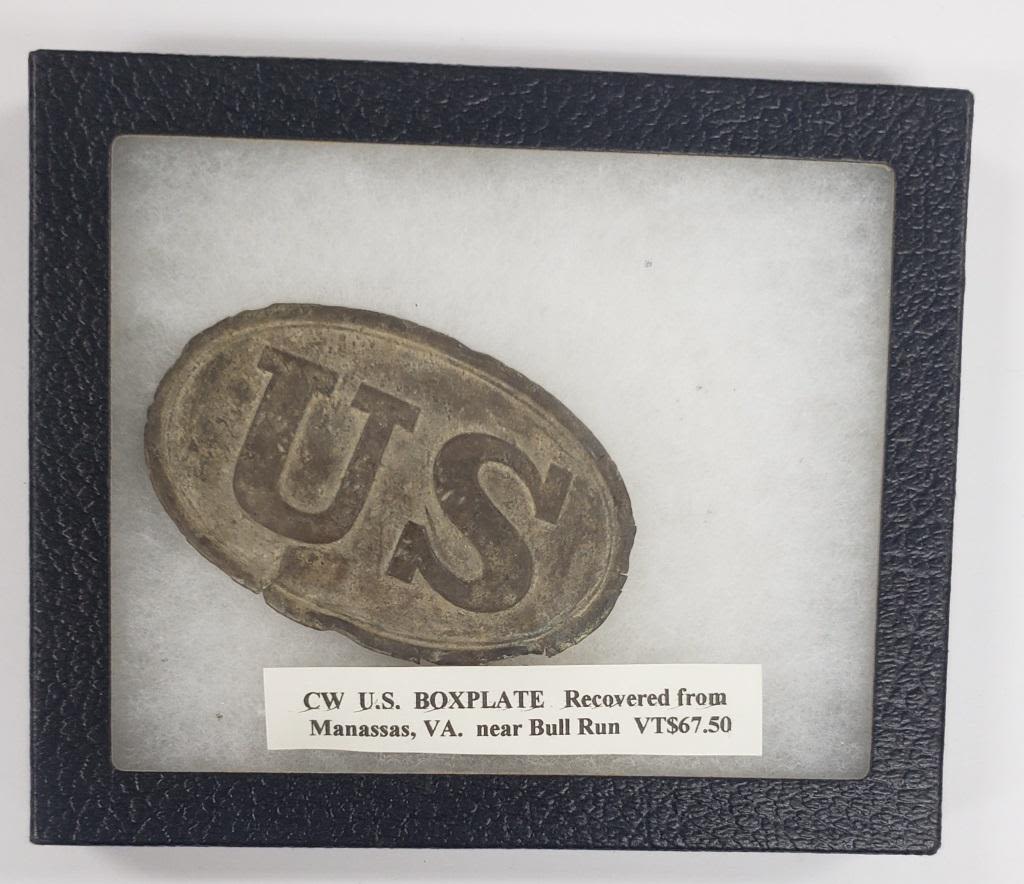 US
CW U.S. BOXPLATE Recovered from
Manassas, VA. near Bull Run VT$67.50